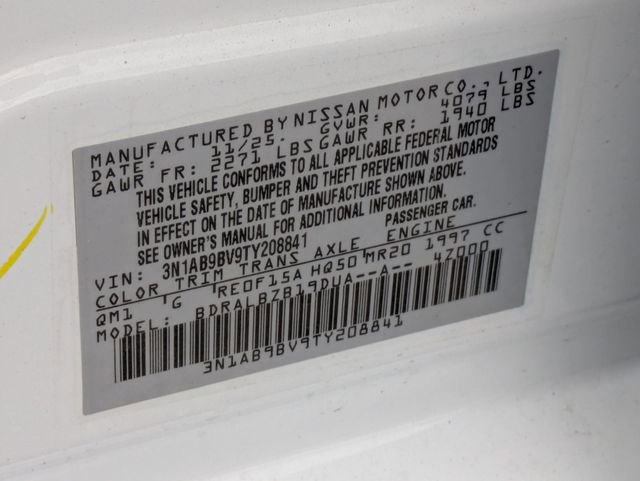 MANUFACTURED BY NISSAN MOTOR CO., LTD.
DATE: 11/25. GVWR: 4079 LBS
GAWR FR: 2271 LBS GAWR RR: 1940 LBS
THIS VEHICLE CONFORMS TO ALL APPLICABLE FEDERAL MOTOR
VEHICLE SAFETY, BUMPER AND THEFT PREVENTION STANDARDS
IN EFFECT ON THE DATE OF MANUFACTURE SHOWN ABOVE.
SEE OWNER'S MANUAL FOR ADDITIONAL INFORMATION.
VIN: 3N1AB9BV9TY208841 PASSENGER CAR.
COLOR TRIM TRANS AXLE ENGINE
QM1 'G RE0F15A HQ50 MR20 1997 CC
MODEL: BDRALBZB19DUA--A-- 4Z000
3N1AB9BV9TY208841